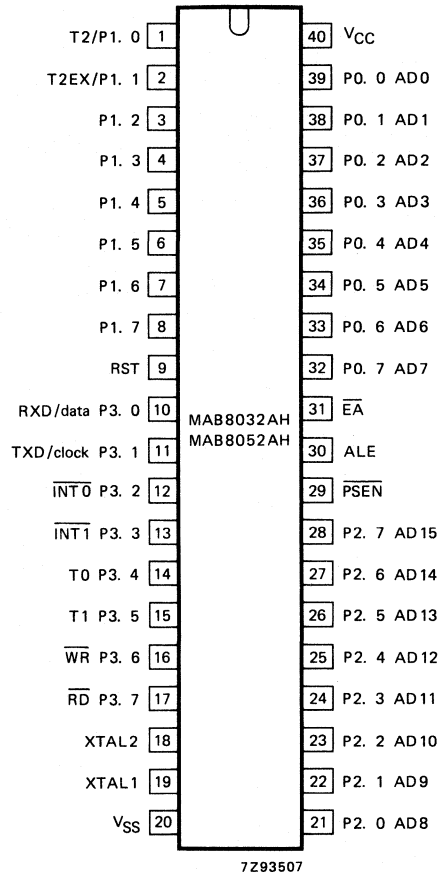 T2/P1. 0 1 40 VCC
T2EX/P1. 1 2 39 P0. 0 AD0
P1. 2 3 38 P0. 1 AD1
P1. 3 4 37 P0. 2 AD2
P1. 4 5 36 P0. 3 AD3
P1. 5 6 35 P0. 4 AD4
P1. 6 7 34 P0. 5 AD5
P1. 7 8 33 P0. 6 AD6
RST 9 32 P0. 7 AD7
RXD/data P3. 0 10 31 E̅A̅
MAB8032AH
TXD/clock P3. 1 11 30 ALE
MAB8052AH
I̅N̅T̅0̅ P3. 2 12 29 P̅S̅E̅N̅
I̅N̅T̅1̅ P3. 3 13 28 P2. 7 AD15
T0 P3. 4 14 27 P2. 6 AD14
T1 P3. 5 15 26 P2. 5 AD13
W̅R̅ P3. 6 16 25 P2. 4 AD12
R̅D̅ P3. 7 17 24 P2. 3 AD11
XTAL2 18 23 P2. 2 AD10
XTAL1 19 22 P2. 1 AD9
VSS 20 21 P2. 0 AD8
7Z93507